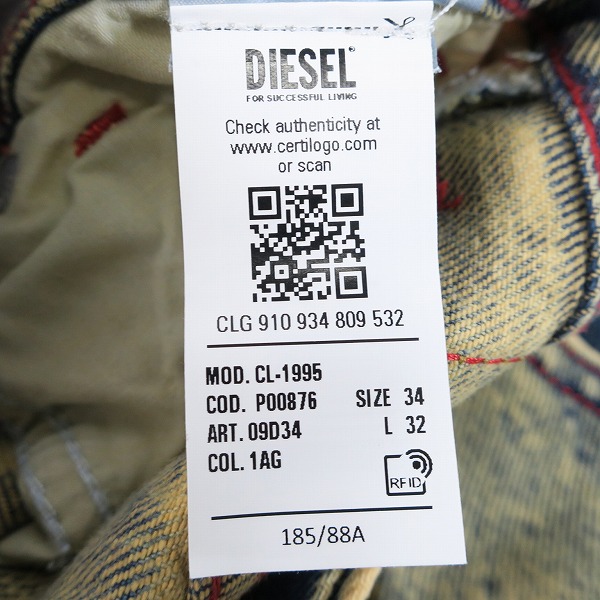 DIESEL
FOR SUCCESSFUL LIVING
Check authenticity at
www.certilogo.com
or scan
CLG 910 934 809 532
MOD. CL-1995
COD. P00876 SIZE 34
ART. 09D34 L 32
COL. 1AG
RFID
185/88A